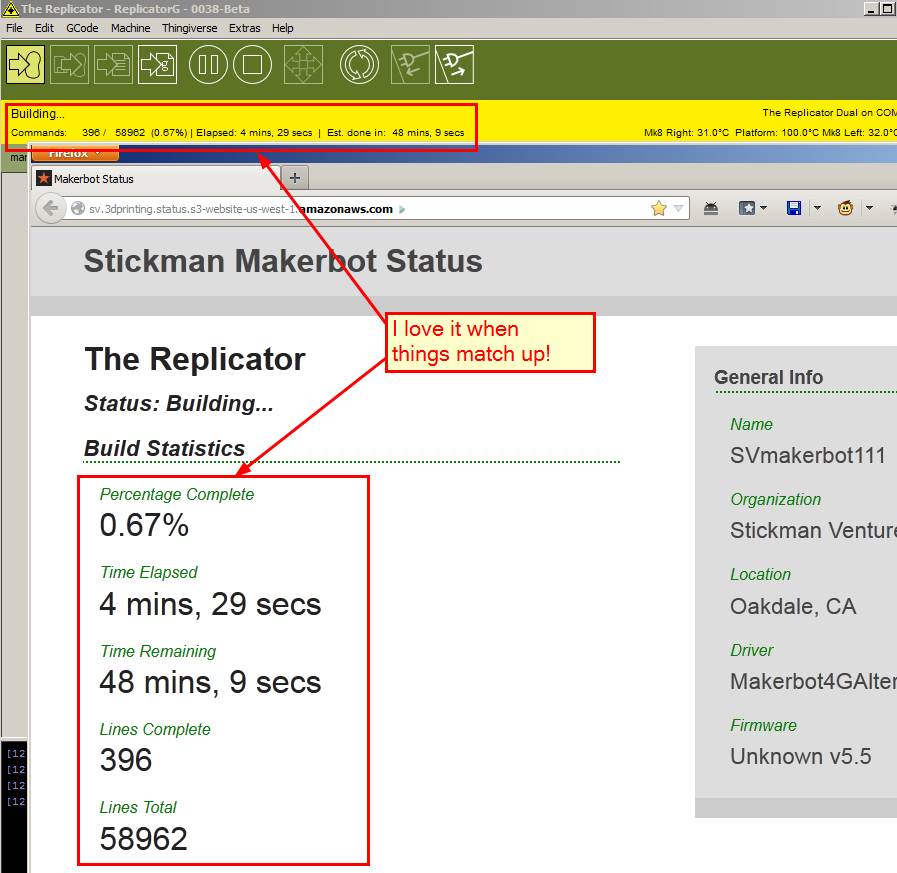 The Replicator - ReplicatorG - 0038-Beta
File Edit GCode Machine Thingiverse Extras Help
Building...
The Replicator Dual on COM
Commands: 396 / 58962 (0.67%) | Elapsed: 4 mins, 29 secs | Est. done in: 48 mins, 9 secs
Mk8 Right: 31.0°C Platform: 100.0°C Mk8 Left: 32.0°C
Firefox
Makerbot Status
sv.3dprinting.status.s3-website-us-west-1.amazonaws.com
Stickman Makerbot Status
I love it when
things match up!
The Replicator
Status: Building...
Build Statistics
Percentage Complete
0.67%
Time Elapsed
4 mins, 29 secs
Time Remaining
48 mins, 9 secs
Lines Complete
396
Lines Total
58962
General Info
Name
SVmakerbot111
Organization
Stickman Venture
Location
Oakdale, CA
Driver
Makerbot4GAlter
Firmware
Unknown v5.5
[12
[12
[12
[12